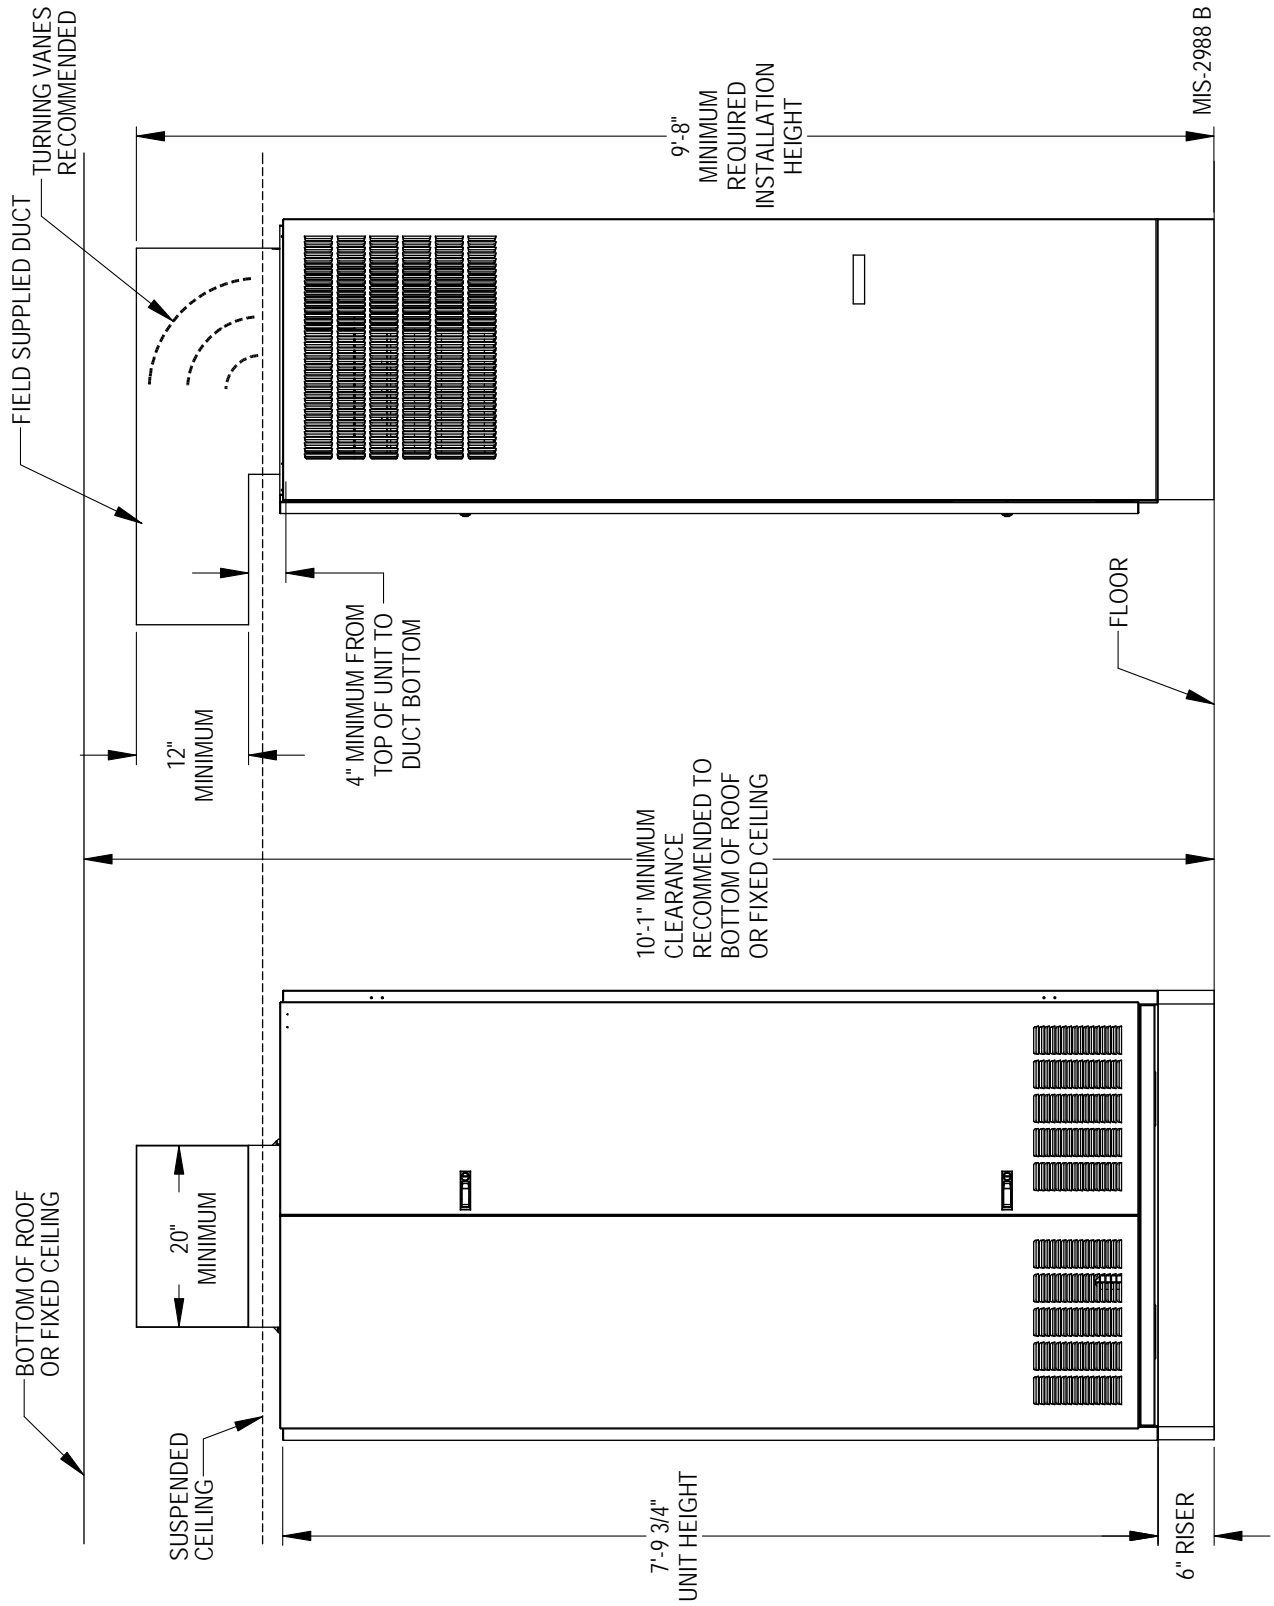 BOTTOM OF ROOF
OR FIXED CEILING
SUSPENDED
CEILING
20"
MINIMUM
7'-9 3/4"
UNIT HEIGHT
6" RISER
10'-1" MINIMUM
CLEARANCE
RECOMMENDED TO
BOTTOM OF ROOF
OR FIXED CEILING
12"
MINIMUM
4" MINIMUM FROM
TOP OF UNIT TO
DUCT BOTTOM
FLOOR
FIELD SUPPLIED DUCT
TURNING VANES
RECOMMENDED
9'-8"
MINIMUM
REQUIRED
INSTALLATION
HEIGHT
MIS-2988 B